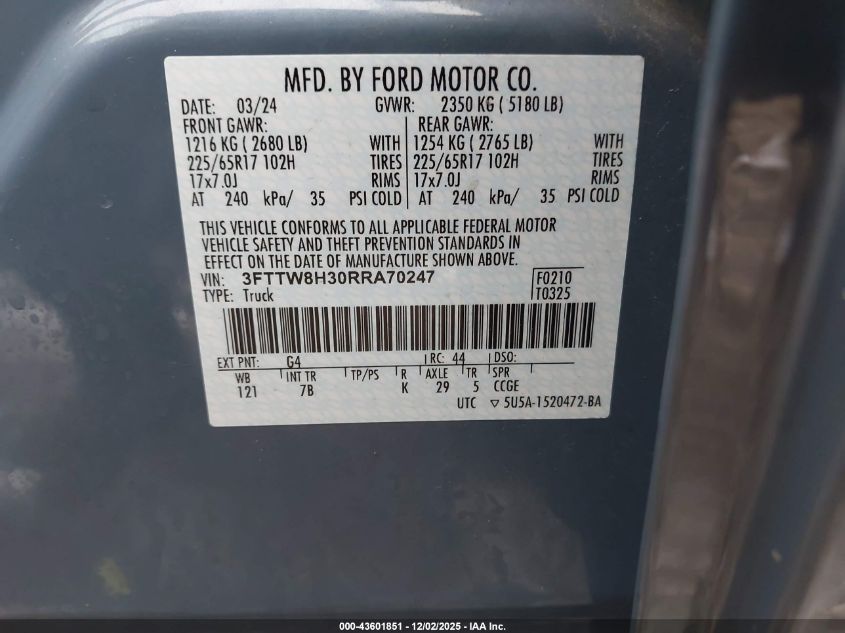 MFD. BY FORD MOTOR CO.
DATE: 03/24 GVWR: 2350 KG ( 5180 LB)
FRONT GAWR: REAR GAWR:
1216 KG ( 2680 LB) WITH 1254 KG ( 2765 LB) WITH
225/65R17 102H TIRES 225/65R17 102H TIRES
17x7.0J RIMS 17x7.0J RIMS
AT 240 kPa/ 35 PSI COLD AT 240 kPa/ 35 PSI COLD
THIS VEHICLE CONFORMS TO ALL APPLICABLE FEDERAL MOTOR
VEHICLE SAFETY AND THEFT PREVENTION STANDARDS IN
EFFECT ON THE DATE OF MANUFACTURE SHOWN ABOVE.
VIN: 3FTTW8H30RRA70247 F0210
TYPE: Truck T0325
EXT PNT: G4 RC: 44 DSO:
WB INT TR TP/PS R AXLE TR SPR
121 7B K 29 5 CCGE
UTC ▽ 5U5A-1520472-BA
000-43601851 - 12/02/2025 - IAA Inc.